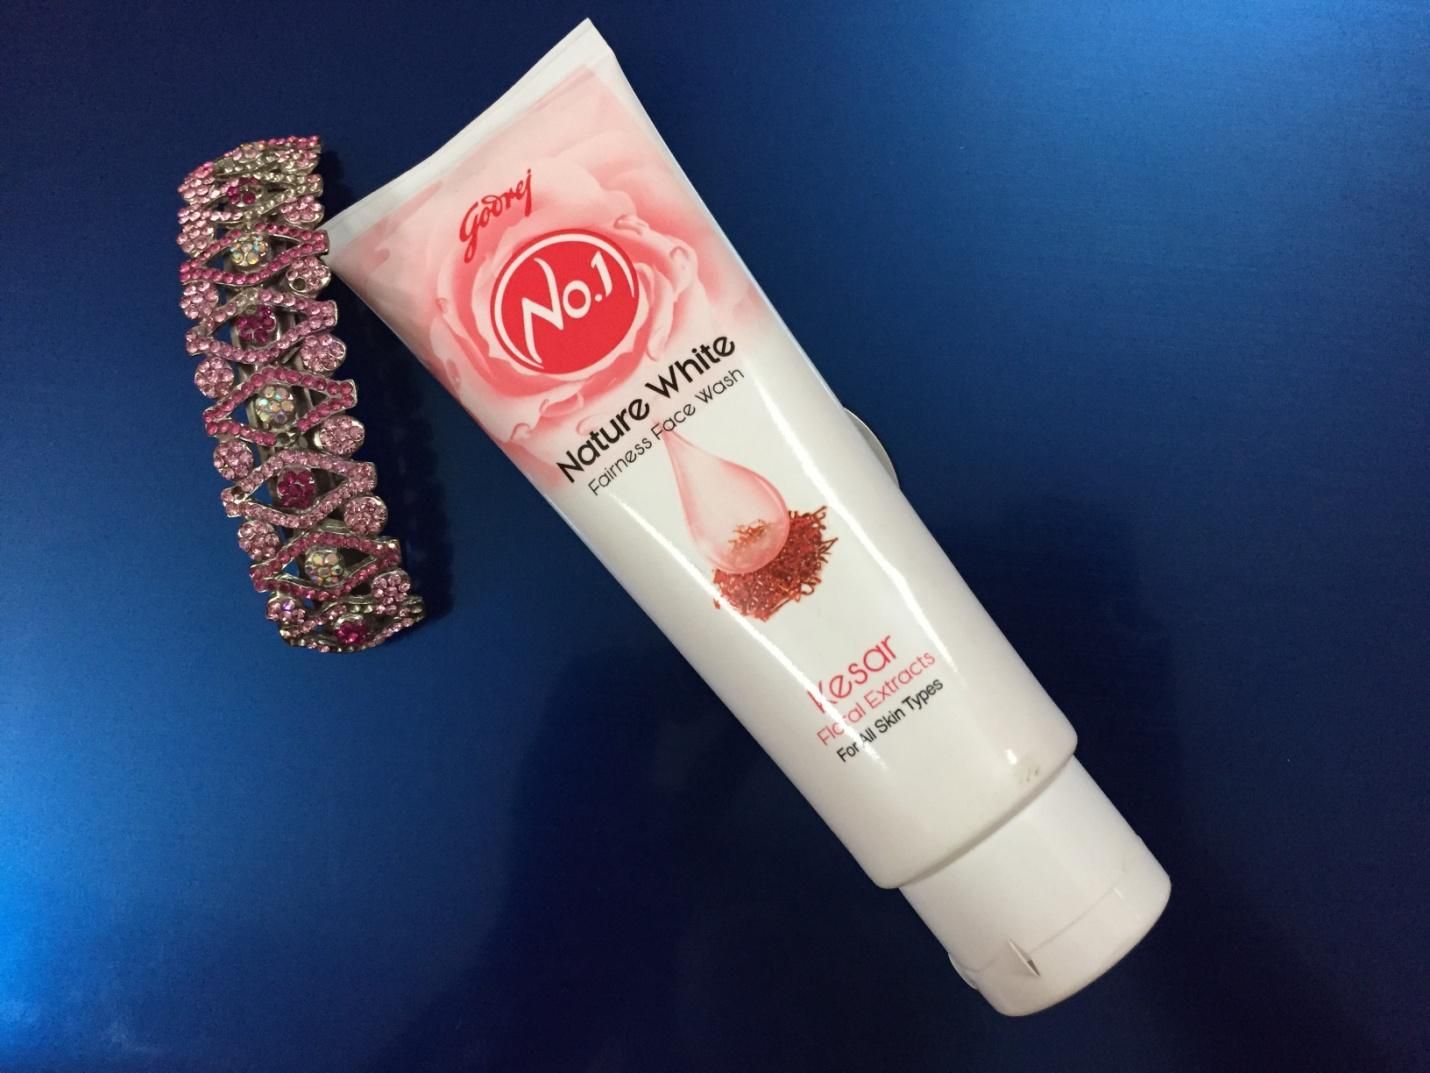 Godrej
No.1
Nature White
Fairness Face Wash
Kesar
Floral Extracts
For All Skin Types